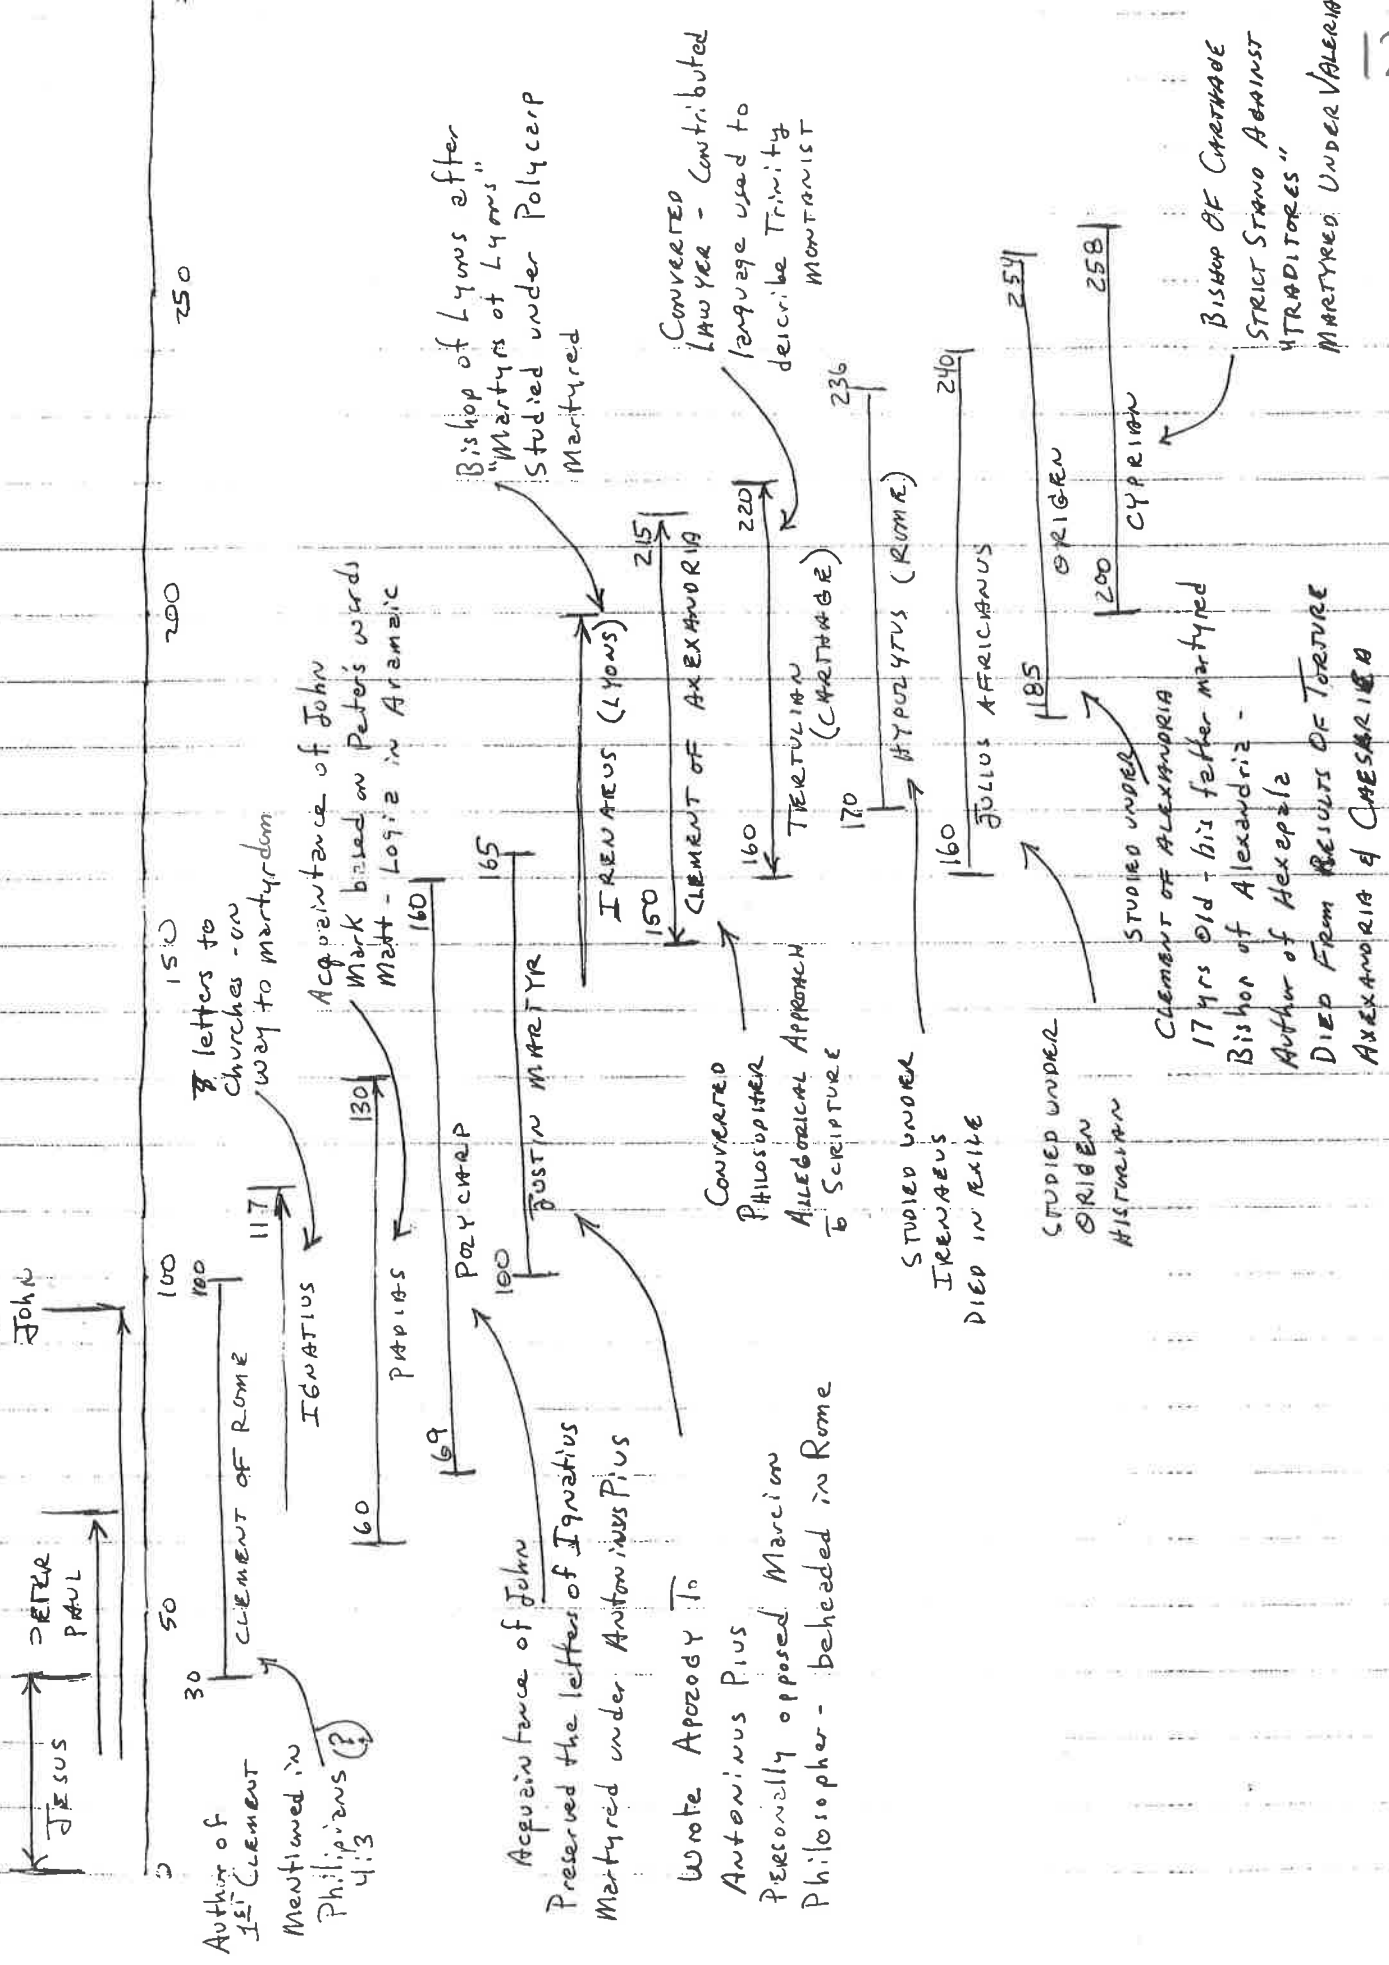 John
PETER
PAUL
JESUS
0
50
100
150
200
250
30
100
CLEMENT OF ROME
Author of
1ST CLEMENT
Mentioned in
Philipians (?)
4:3
117
IGNATIUS
7 letters to
Churches - on
way to martyrdom
60
130
PAPIAS
Acquaintance of John
Mark based on Peter's words
Matt - Logia in Aramaic
69
160
POLYCARP
Acquaintance of John
Preserved the letters of Ignatius
Martyred under Antoninus Pius
100
165
JUSTIN MARTYR
Wrote Apology To
Antoninus Pius
Personally opposed Marcion
Philosopher - beheaded in Rome
IRENAEUS (LYONS)
Bishop of Lyons after
"Martyrs of Lyons"
Studied under Polycarp
Martyred
150
215
CLEMENT OF ALEXANDRIA
CONVERTED
PHILOSOPHER
ALLEGORICAL APPROACH
to SCRIPTURE
160
220
TERTULIAN
(CARTHAGE)
CONVERTED
LAWYER - Contributed
language used to
describe Trinity
MONTANIST
170
236
HYPOLYTUS (ROME)
STUDIED UNDER
IRENAEUS
DIED IN EXILE
160
240
JULIUS AFRICANUS
STUDIED UNDER
ORIGEN
HISTORIAN
185
254
ORIGEN
STUDIED UNDER
CLEMENT OF ALEXANDRIA
17 yrs old - his father martyred
Bishop of Alexandria -
Author of Hexepala
DIED FROM RESULTS OF TORTURE
ALEXANDRIA & CAESARIEA
200
258
CYPRIAN
BISHOP OF CARTHAGE
STRICT STAND AGAINST
"TRADITORES"
MARTYRED UNDER VALERIA